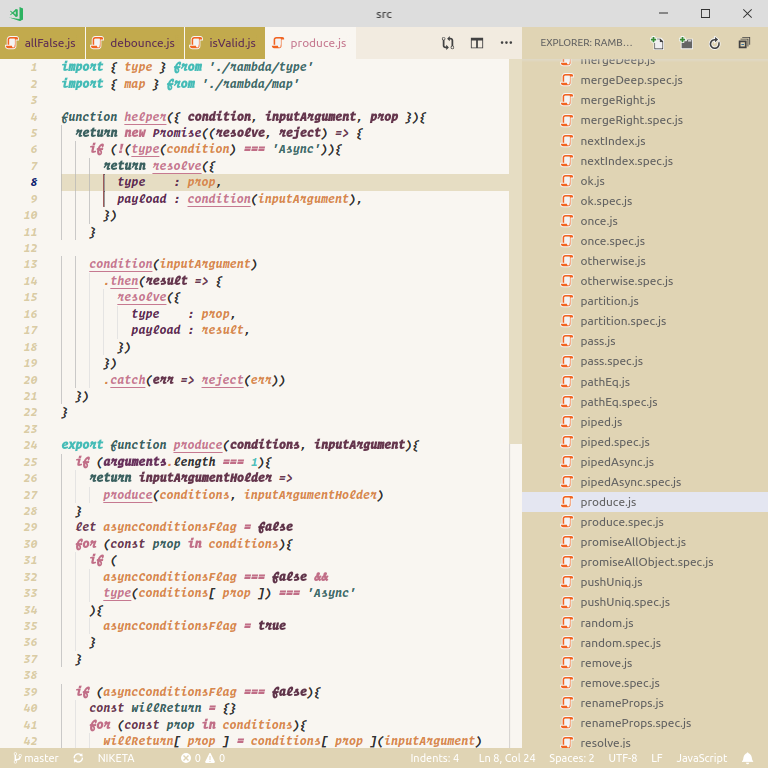 src
allFalse.js
debounce.js
isValid.js
produce.js
1 import { type } from './rambda/type'
2 import { map } from './rambda/map'
3
4 function helper({ condition, inputArgument, prop }){
5 return new Promise((resolve, reject) => {
6 if (!(type(condition) === 'Async')){
7 return resolve({
8 type : prop,
9 payload : condition(inputArgument),
10 })
11 }
12
13 condition(inputArgument)
14 .then(result => {
15 resolve({
16 type : prop,
17 payload : result,
18 })
19 })
20 .catch(err => reject(err))
21 })
22 }
23
24 export function produce(conditions, inputArgument){
25 if (arguments.length === 1){
26 return inputArgumentHolder =>
27 produce(conditions, inputArgumentHolder)
28 }
29 let asyncConditionsFlag = false
30 for (const prop in conditions){
31 if (
32 asyncConditionsFlag === false &&
33 type(conditions[ prop ]) === 'Async'
34 ){
35 asyncConditionsFlag = true
36 }
37 }
38
39 if (asyncConditionsFlag === false){
40 const willReturn = {}
41 for (const prop in conditions){
42 willReturn[ prop ] = conditions[ prop ](inputArgument)
EXPLORER: RAMB...
mergeDeep.js
mergeDeep.spec.js
mergeRight.js
mergeRight.spec.js
nextIndex.js
nextIndex.spec.js
ok.js
ok.spec.js
once.js
once.spec.js
otherwise.js
otherwise.spec.js
partition.js
partition.spec.js
pass.js
pass.spec.js
pathEq.js
pathEq.spec.js
piped.js
piped.spec.js
pipedAsync.js
pipedAsync.spec.js
produce.js
produce.spec.js
promiseAllObject.js
promiseAllObject.spec.js
pushUniq.js
pushUniq.spec.js
random.js
random.spec.js
remove.js
remove.spec.js
renameProps.js
renameProps.spec.js
resolve.js
master NIKETA 0 0 Indents: 4 Ln 8, Col 24 Spaces: 2 UTF-8 LF JavaScript